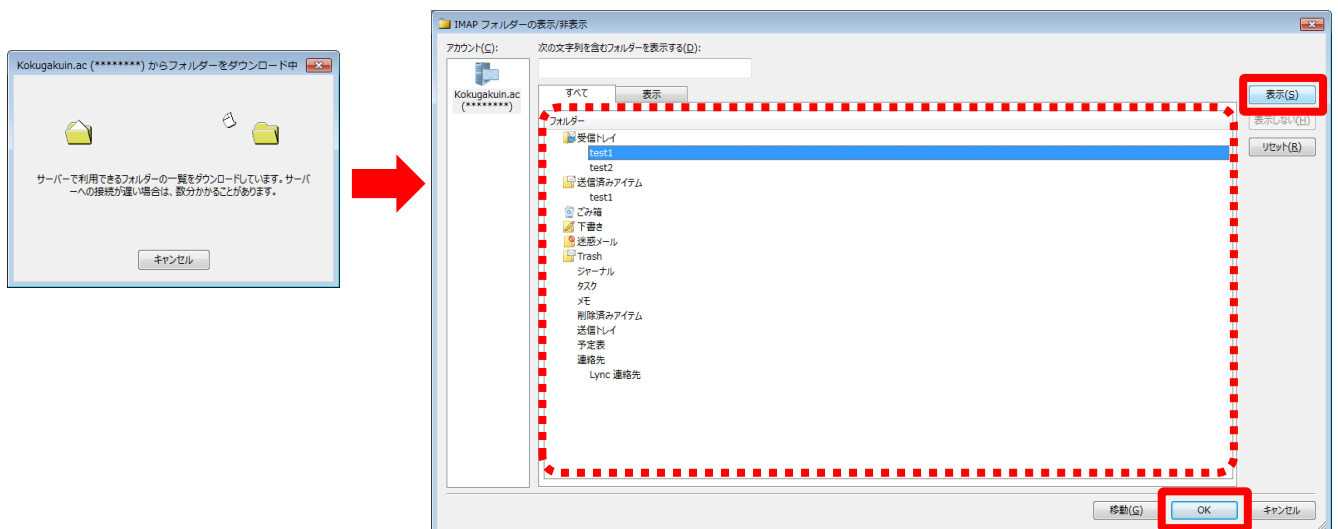 Kokugakuin.ac (********) からフォルダーをダウンロード中
サーバーで利用できるフォルダーの一覧をダウンロードしています。サーバ
ーへの接続が遅い場合は、数分かかることがあります。
キャンセル
IMAP フォルダーの表示/非表示
アカウント(C):
次の文字列を含むフォルダーを表示する(D):
Kokugakuin.ac
(********)
すべて
表示
表示(S)
表示しない(H)
リセット(R)
フォルダー
受信トレイ
test1
test2
送信済みアイテム
test1
ごみ箱
下書き
迷惑メール
Trash
ジャーナル
タスク
メモ
削除済みアイテム
送信トレイ
予定表
連絡先
Lync 連絡先
移動(G)
OK
キャンセル